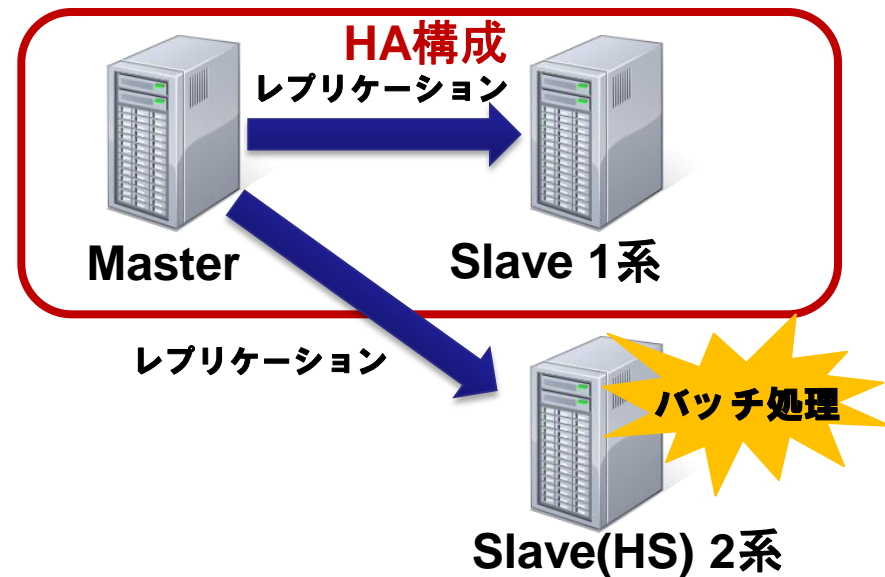 HA構成
レプリケーション
Master
Slave 1系
レプリケーション
バッチ処理
Slave(HS) 2系